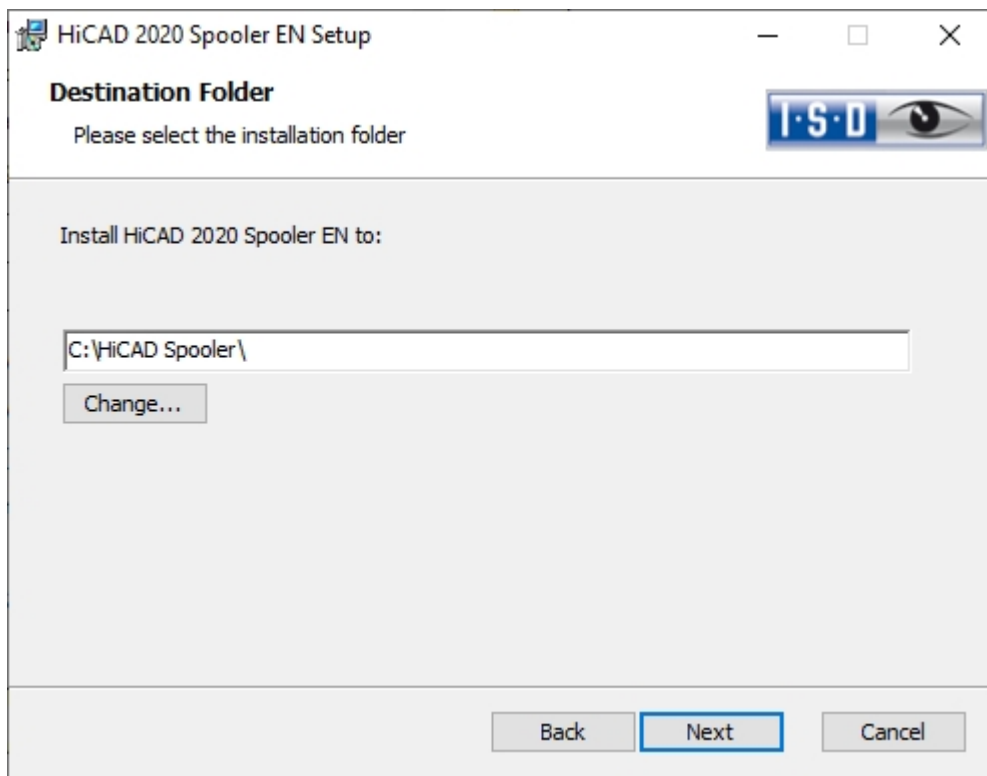 HiCAD 2020 Spooler EN Setup
Destination Folder
Please select the installation folder
I·S·D
Install HiCAD 2020 Spooler EN to:
C:\HiCAD Spooler\
Change...
Back Next Cancel